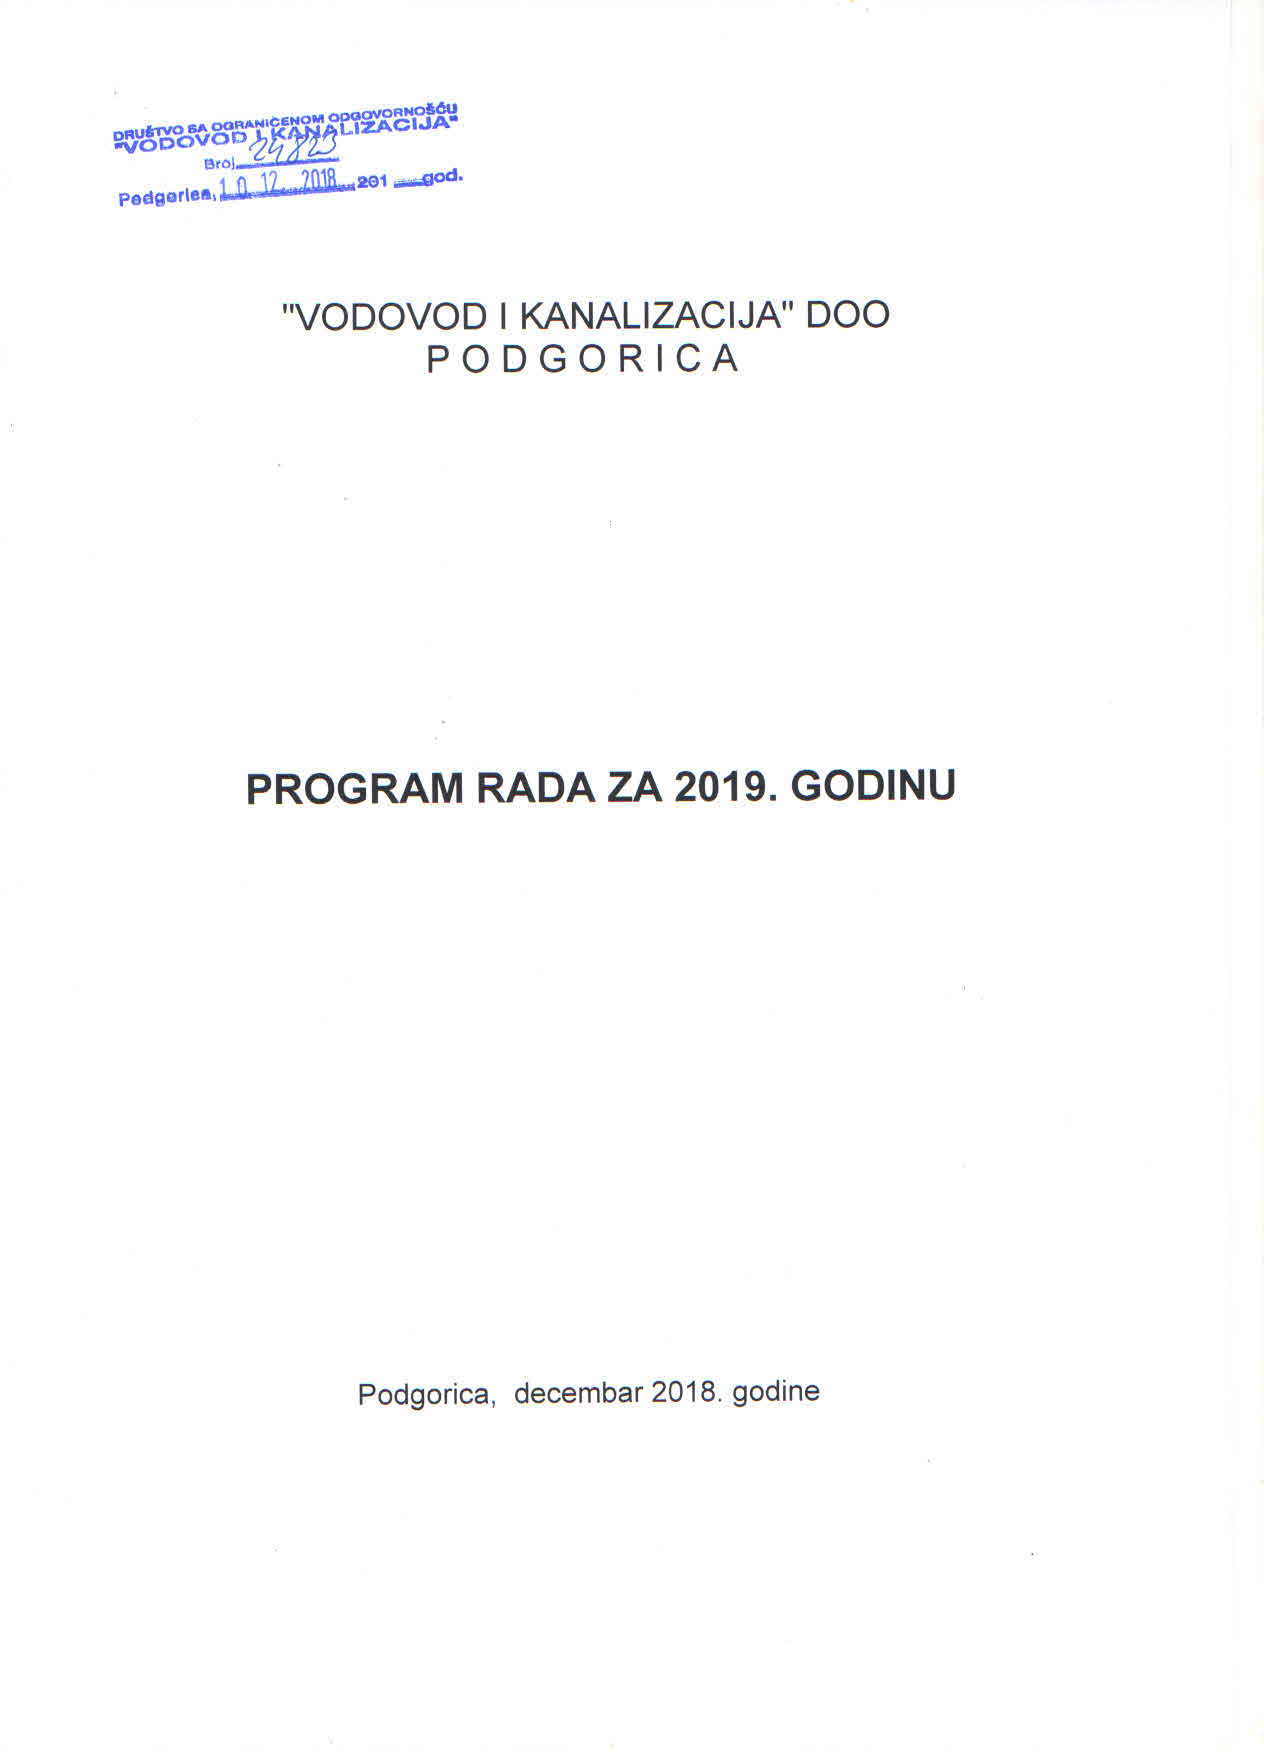 DRUŠTVO SA OGRANIČENOM ODGOVORNOŠĆU
"VODOVOD I KANALIZACIJA"
Broj 24823
Podgorica, 10 12 2018 201 god.
"VODOVOD I KANALIZACIJA" DOO
P O D G O R I C A
PROGRAM RADA ZA 2019. GODINU
Podgorica, decembar 2018. godine